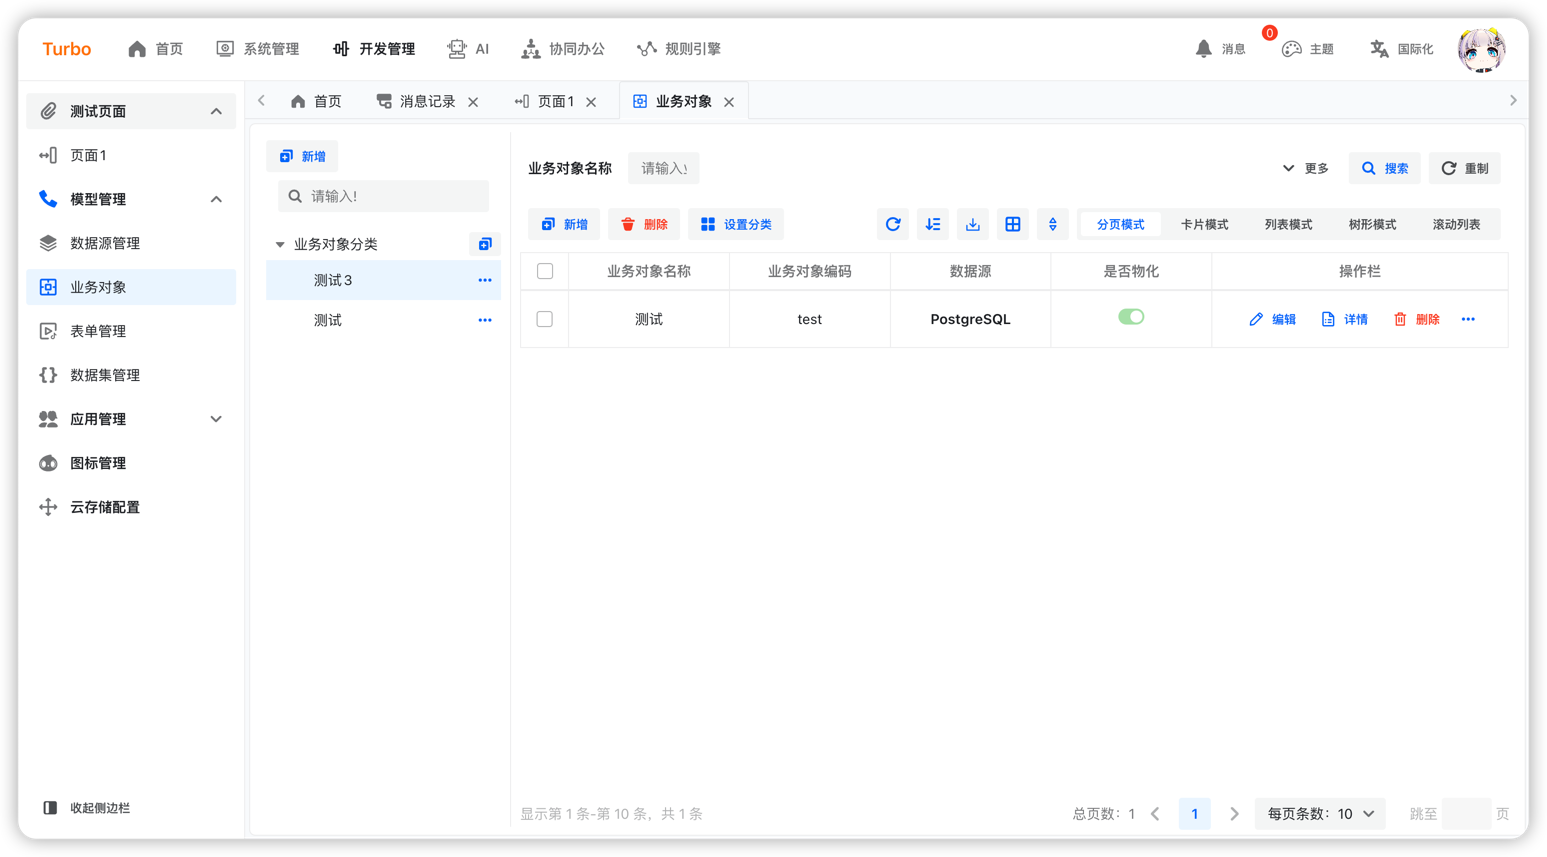 Turbo 首页 系统管理 开发管理 AI 协同办公 规则引擎 消息 0 主题 国际化
测试页面
页面1
模型管理
数据源管理
业务对象
表单管理
数据集管理
应用管理
图标管理
云存储配置
收起侧边栏
首页 消息记录 页面1 业务对象
新增
请输入!
业务对象分类
测试3
测试
业务对象名称 请输入 更多 搜索 重制
新增 删除 设置分类 分页模式 卡片模式 列表模式 树形模式 滚动列表
业务对象名称 业务对象编码 数据源 是否物化 操作栏
测试 test PostgreSQL 编辑 详情 删除
显示第 1 条-第 10 条，共 1 条 总页数：1 1 每页条数：10 跳至 页